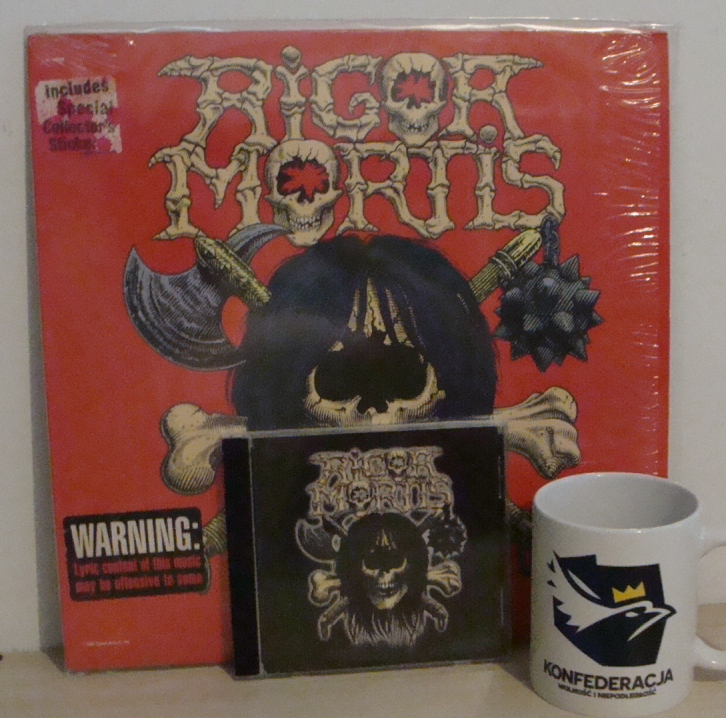 RIGOR
MORTIS
includes
Special
Collector's
Sticker
WARNING:
Lyric content of this music
may be offensive to some
RIGOR
MORTIS
KONFEDERACJA
WOLNOŚĆ I NIEPODLEGŁOŚĆ